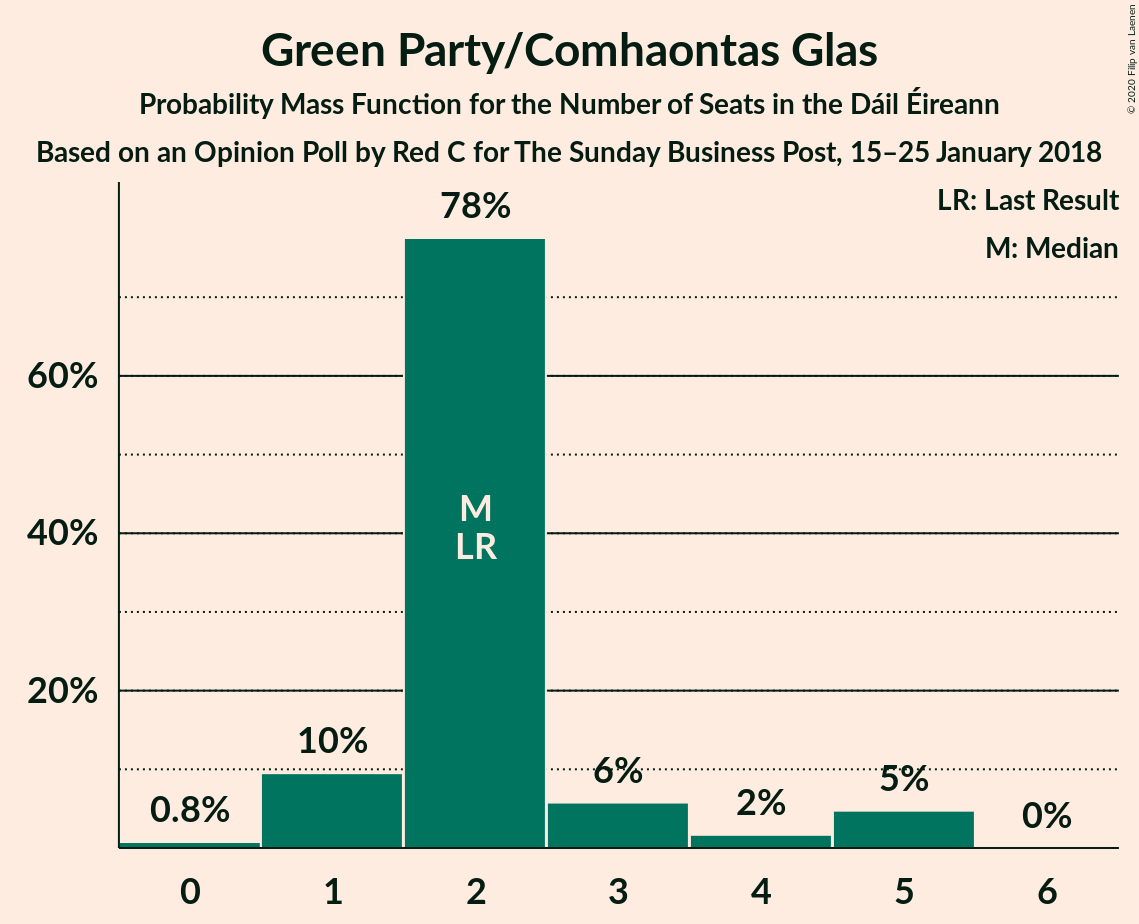 © 2020 Filip van Laenen
Green Party/Comhaontas Glas
Probability Mass Function for the Number of Seats in the Dáil Éireann
Based on an Opinion Poll by Red C for The Sunday Business Post, 15–25 January 2018
LR: Last Result
M: Median
78%
60%
40%
20%
M
LR
0.8%
10%
6%
2%
5%
0%
0 1 2 3 4 5 6